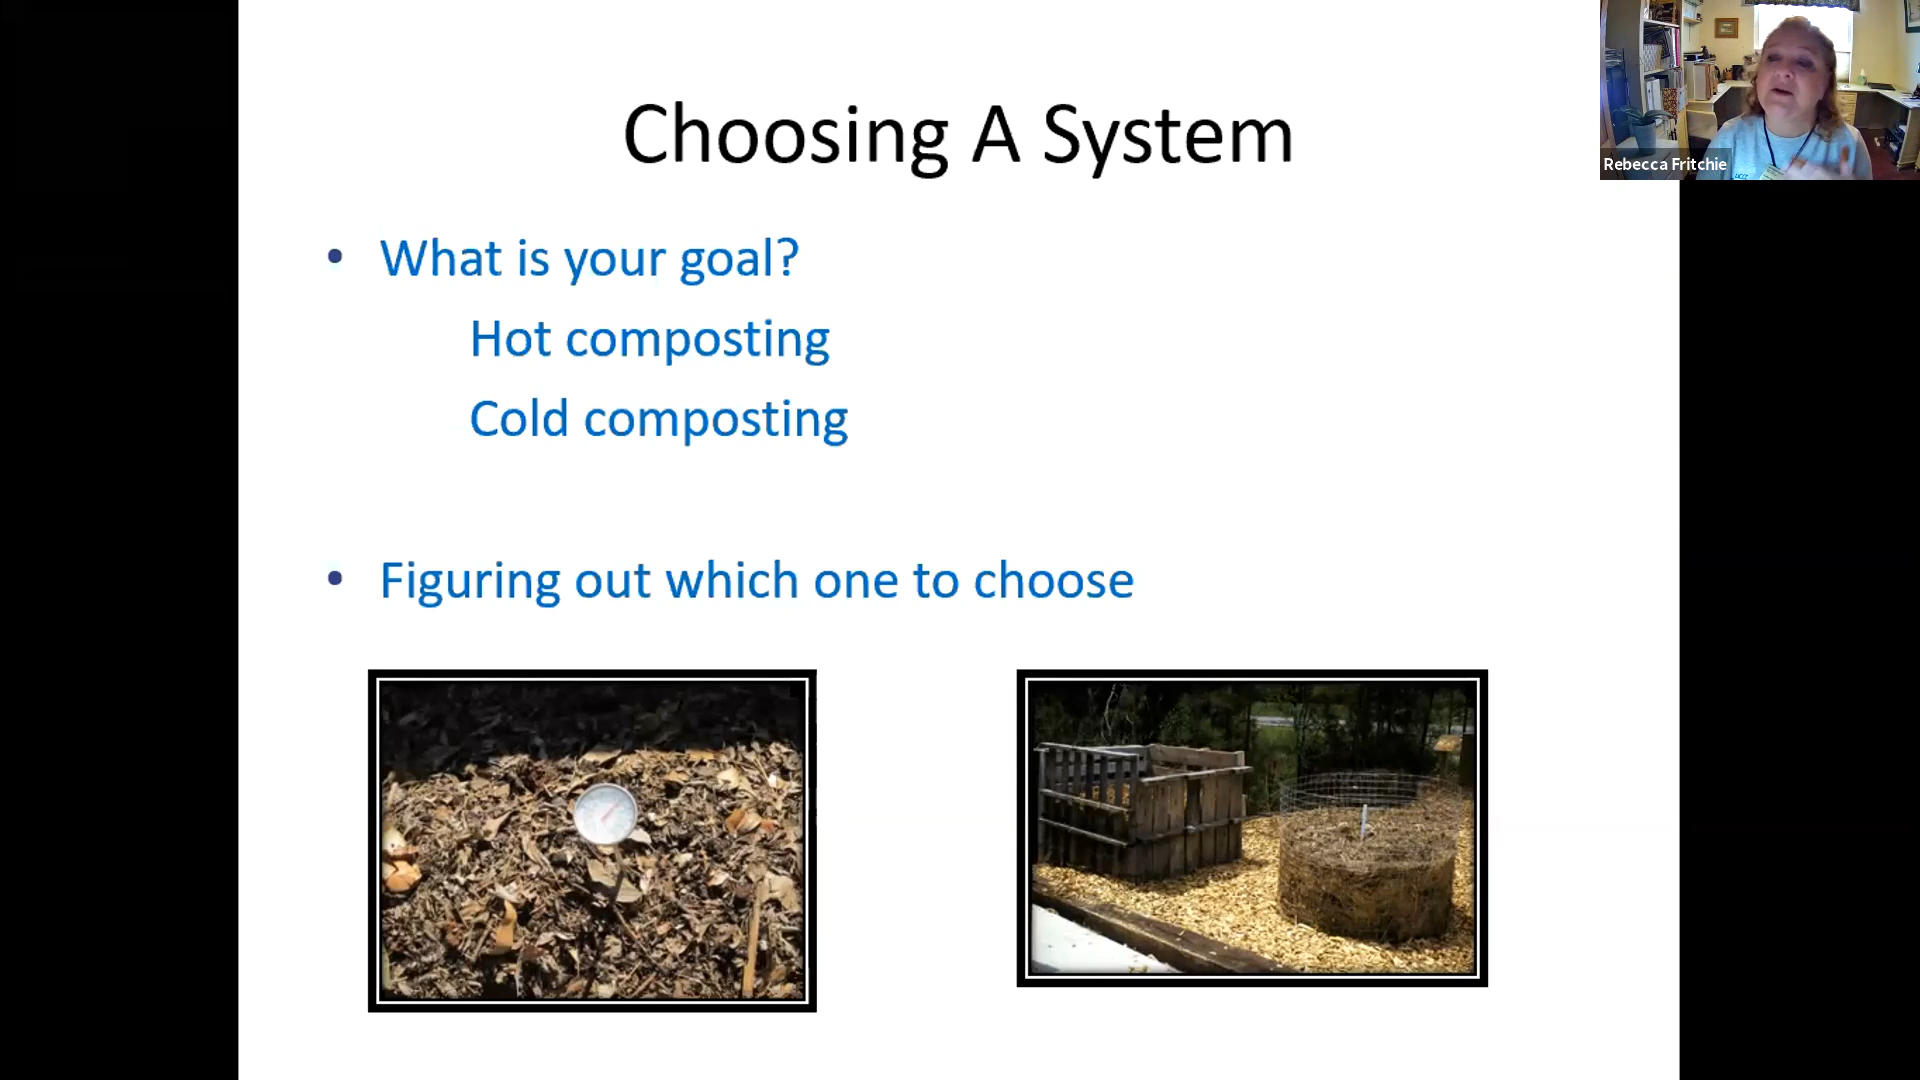 Choosing A System
Rebecca Fritchie
• What is your goal?
Hot composting
Cold composting
• Figuring out which one to choose